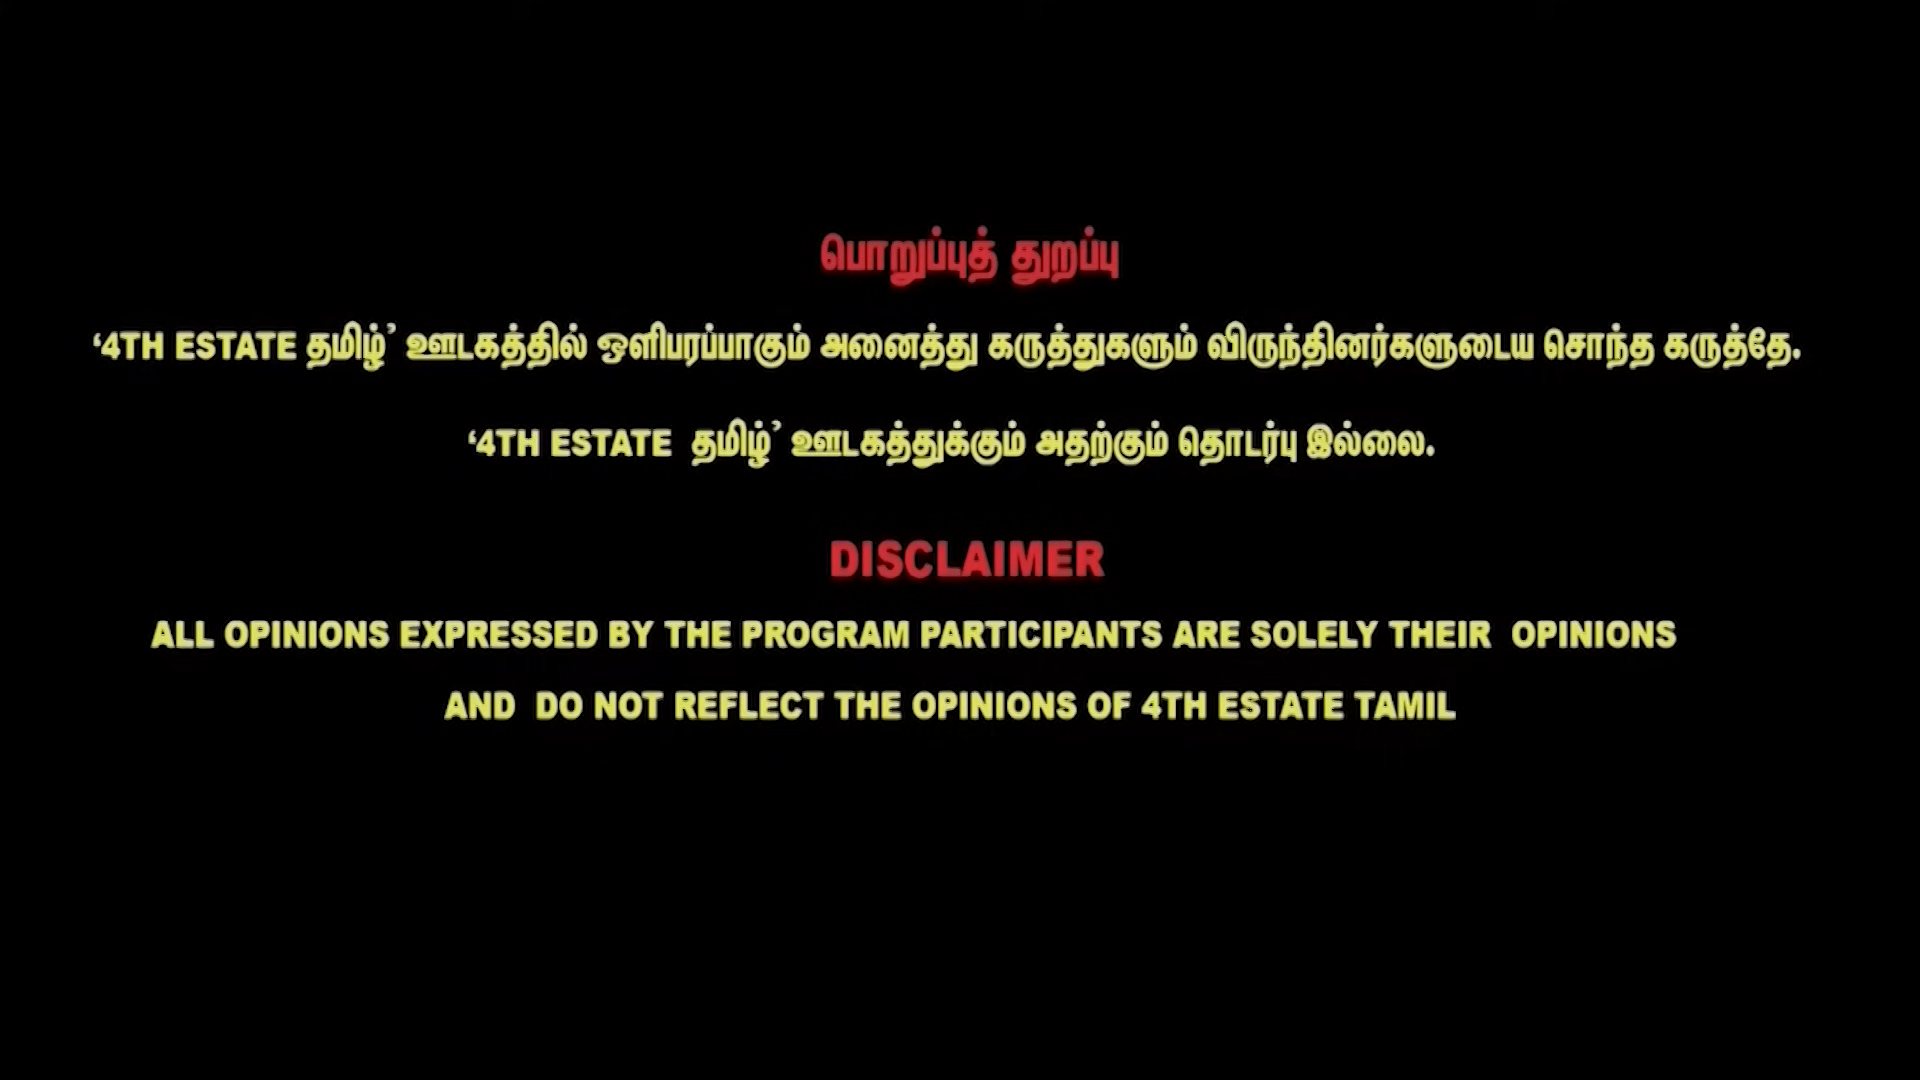 பொறுப்புத் துறப்பு
‘4TH ESTATE தமிழ்’ ஊடகத்தில் ஒளிபரப்பாகும் அனைத்து கருத்துகளும் விருந்தினர்களுடைய சொந்த கருத்தே.
‘4TH ESTATE தமிழ்’ ஊடகத்துக்கும் அதற்கும் தொடர்பு இல்லை.
DISCLAIMER
ALL OPINIONS EXPRESSED BY THE PROGRAM PARTICIPANTS ARE SOLELY THEIR OPINIONS
AND DO NOT REFLECT THE OPINIONS OF 4TH ESTATE TAMIL